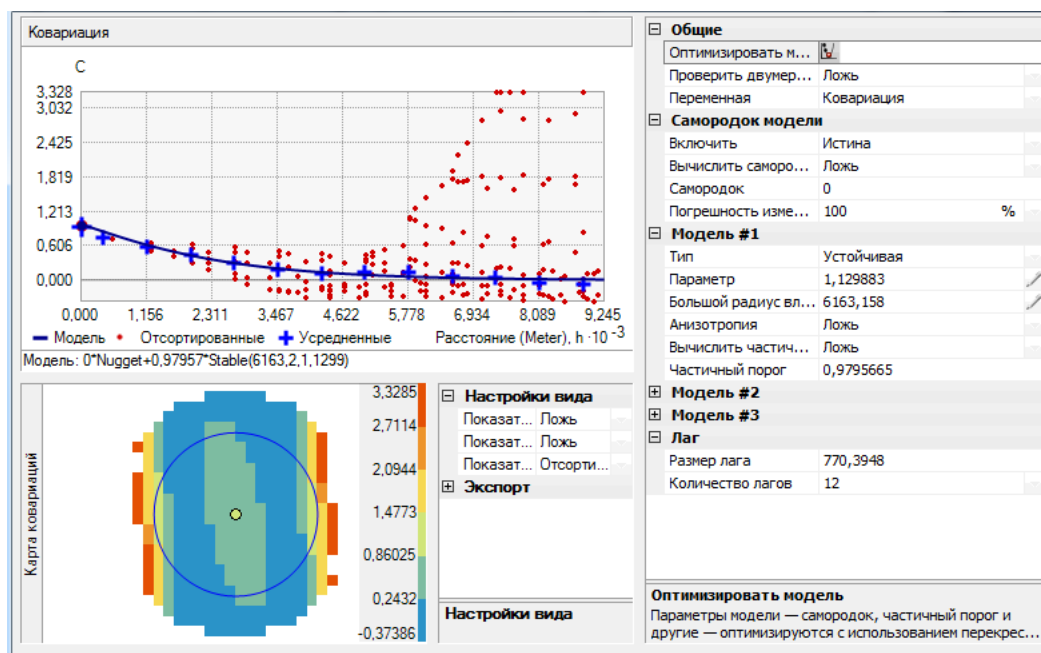 Ковариация
C
3,328
3,032
2,425
1,819
1,213
0,606
0,000
0,000 1,156 2,311 3,467 4,622 5,778 6,934 8,089 9,245
Модель Отсортированные Усредненные Расстояние (Meter), h · 10 -3
Модель: 0*Nugget+0,97957*Stable(6163,2,1,1299)
Карта ковариаций
3,3285
2,7114
2,0944
1,4773
0,86025
0,2432
-0,37386
Настройки вида
Показат... Ложь
Показат... Ложь
Показат... Отсорти...
Экспорт
Настройки вида
Общие
Оптимизировать м...
Проверить двумер... Ложь
Переменная Ковариация
Самородок модели
Включить Истина
Вычислить саморо... Ложь
Самородок 0
Погрешность изме... 100 %
Модель #1
Тип Устойчивая
Параметр 1,129883
Большой радиус вл... 6163,158
Анизотропия Ложь
Вычислить частич... Ложь
Частичный порог 0,9795665
Модель #2
Модель #3
Лаг
Размер лага 770,3948
Количество лагов 12
Оптимизировать модель
Параметры модели — самородок, частичный порог и
другие — оптимизируются с использованием перекрес...